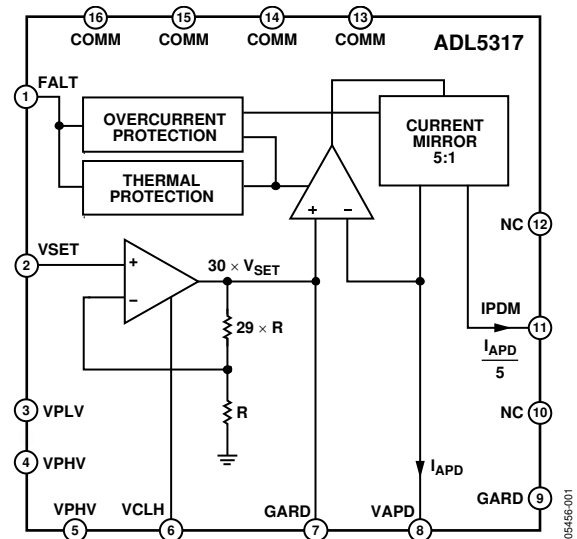 16 15 14 13
COMM COMM COMM COMM
ADL5317
1 FALT
OVERCURRENT
PROTECTION
CURRENT
MIRROR
5:1
THERMAL
PROTECTION
+ −
NC 12
VSET
2
+
−
30 × VSET
29 × R
IPDM
11
IAPD
5
3 VPLV
R
NC
10
4 VPHV
IAPD
VPHV VCLH GARD VAPD
GARD 9
5 6 7 8
05456-001